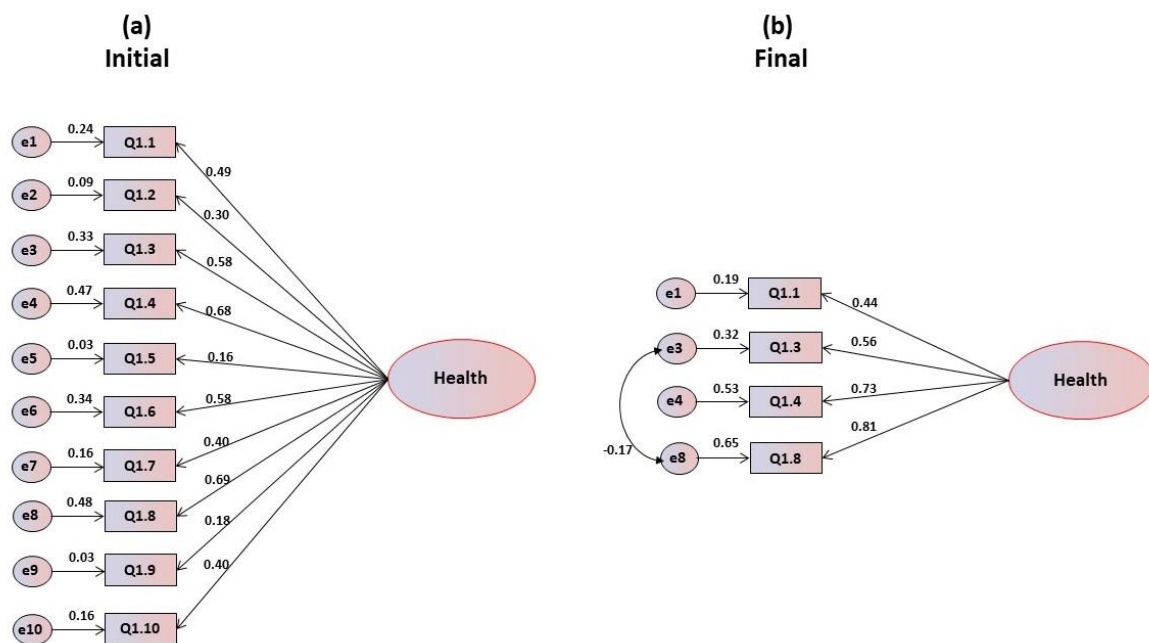 (a)
Initial
e1 0.24 Q1.1
0.49
e2 0.09 Q1.2
0.30
e3 0.33 Q1.3
0.58
e4 0.47 Q1.4
0.68
e5 0.03 Q1.5
0.16
e6 0.34 Q1.6
0.58
e7 0.16 Q1.7
0.40
e8 0.48 Q1.8
0.69
e9 0.03 Q1.9
0.18
e10 0.16 Q1.10
0.40
Health
(b)
Final
e1 0.19 Q1.1
0.44
e3 0.32 Q1.3
0.56
e4 0.53 Q1.4
0.73
e8 0.65 Q1.8
0.81
-0.17
Health